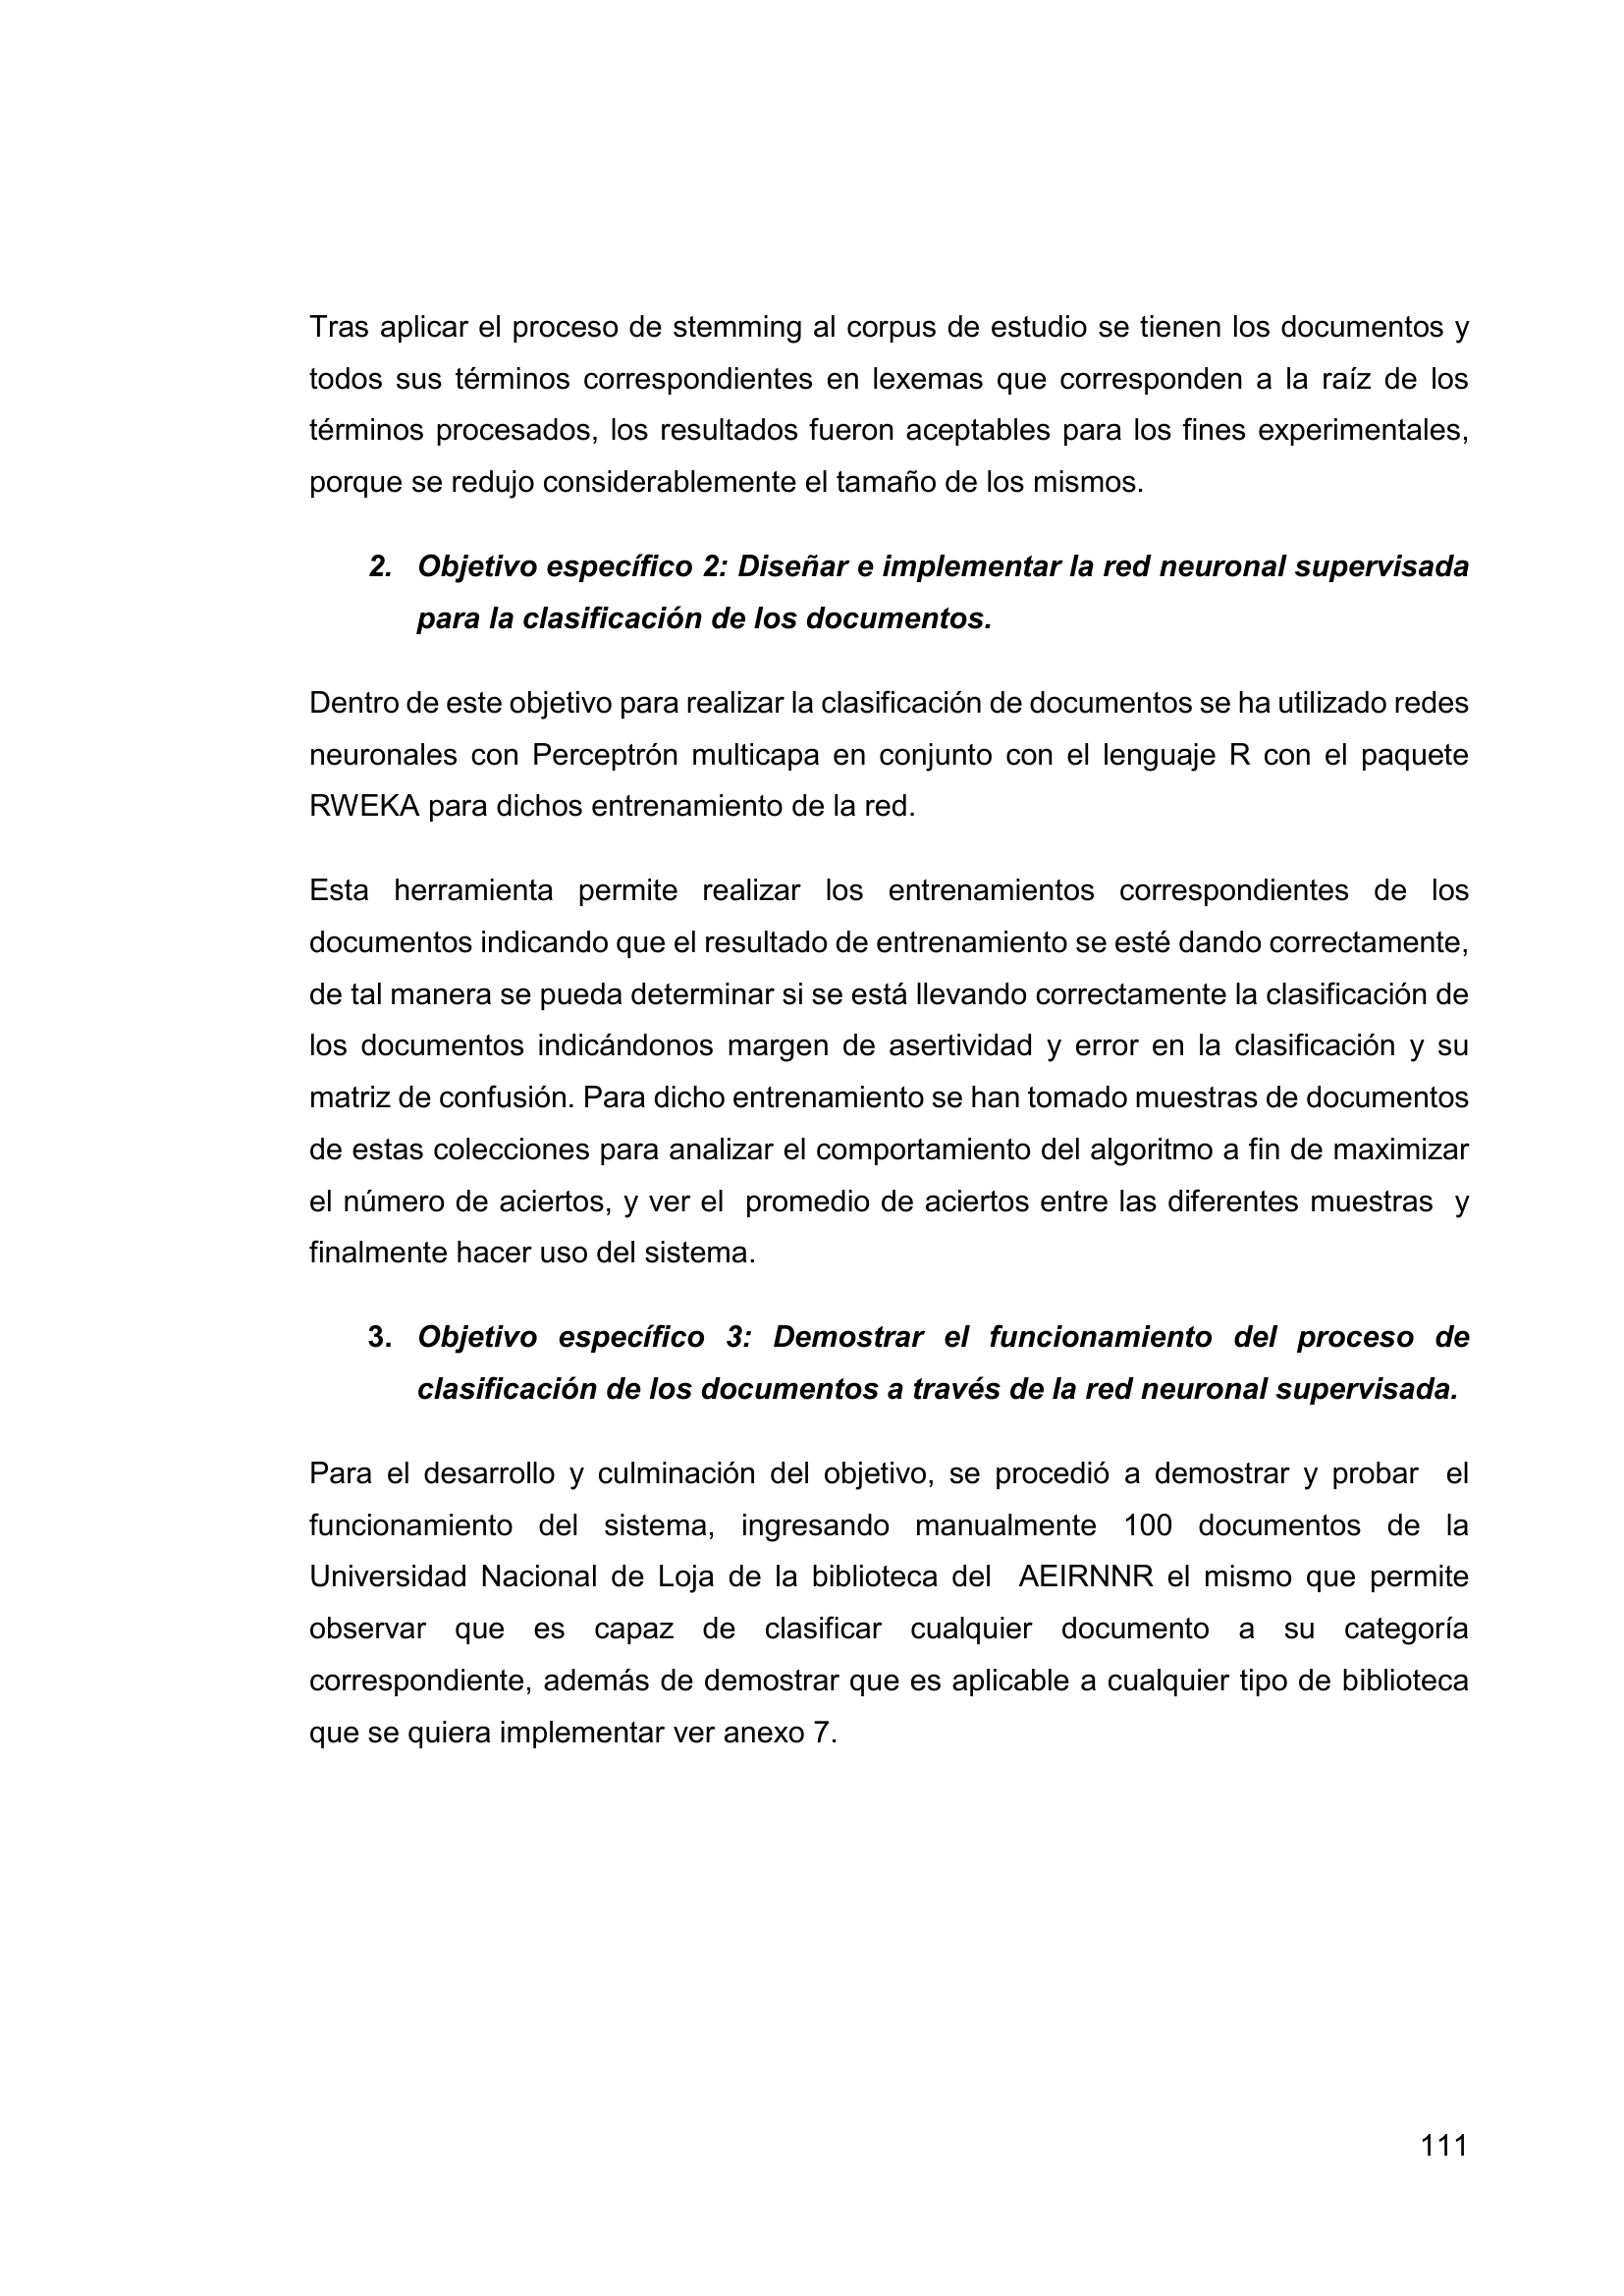 Tras aplicar el proceso de stemming al corpus de estudio se tienen los documentos y
todos sus términos correspondientes en lexemas que corresponden a la raíz de los
términos procesados, los resultados fueron aceptables para los fines experimentales,
porque se redujo considerablemente el tamaño de los mismos.
2. Objetivo específico 2: Diseñar e implementar la red neuronal supervisada
para la clasificación de los documentos.
Dentro de este objetivo para realizar la clasificación de documentos se ha utilizado redes
neuronales con Perceptrón multicapa en conjunto con el lenguaje R con el paquete
RWEKA para dichos entrenamiento de la red.
Esta herramienta permite realizar los entrenamientos correspondientes de los
documentos indicando que el resultado de entrenamiento se esté dando correctamente,
de tal manera se pueda determinar si se está llevando correctamente la clasificación de
los documentos indicándonos margen de asertividad y error en la clasificación y su
matriz de confusión. Para dicho entrenamiento se han tomado muestras de documentos
de estas colecciones para analizar el comportamiento del algoritmo a fin de maximizar
el número de aciertos, y ver el  promedio de aciertos entre las diferentes muestras  y
finalmente hacer uso del sistema.
3. Objetivo específico 3: Demostrar el funcionamiento del proceso de
clasificación de los documentos a través de la red neuronal supervisada.
Para el desarrollo y culminación del objetivo, se procedió a demostrar y probar  el
funcionamiento del sistema, ingresando manualmente 100 documentos de la
Universidad Nacional de Loja de la biblioteca del  AEIRNNR el mismo que permite
observar que es capaz de clasificar cualquier documento a su categoría
correspondiente, además de demostrar que es aplicable a cualquier tipo de biblioteca
que se quiera implementar ver anexo 7.
111